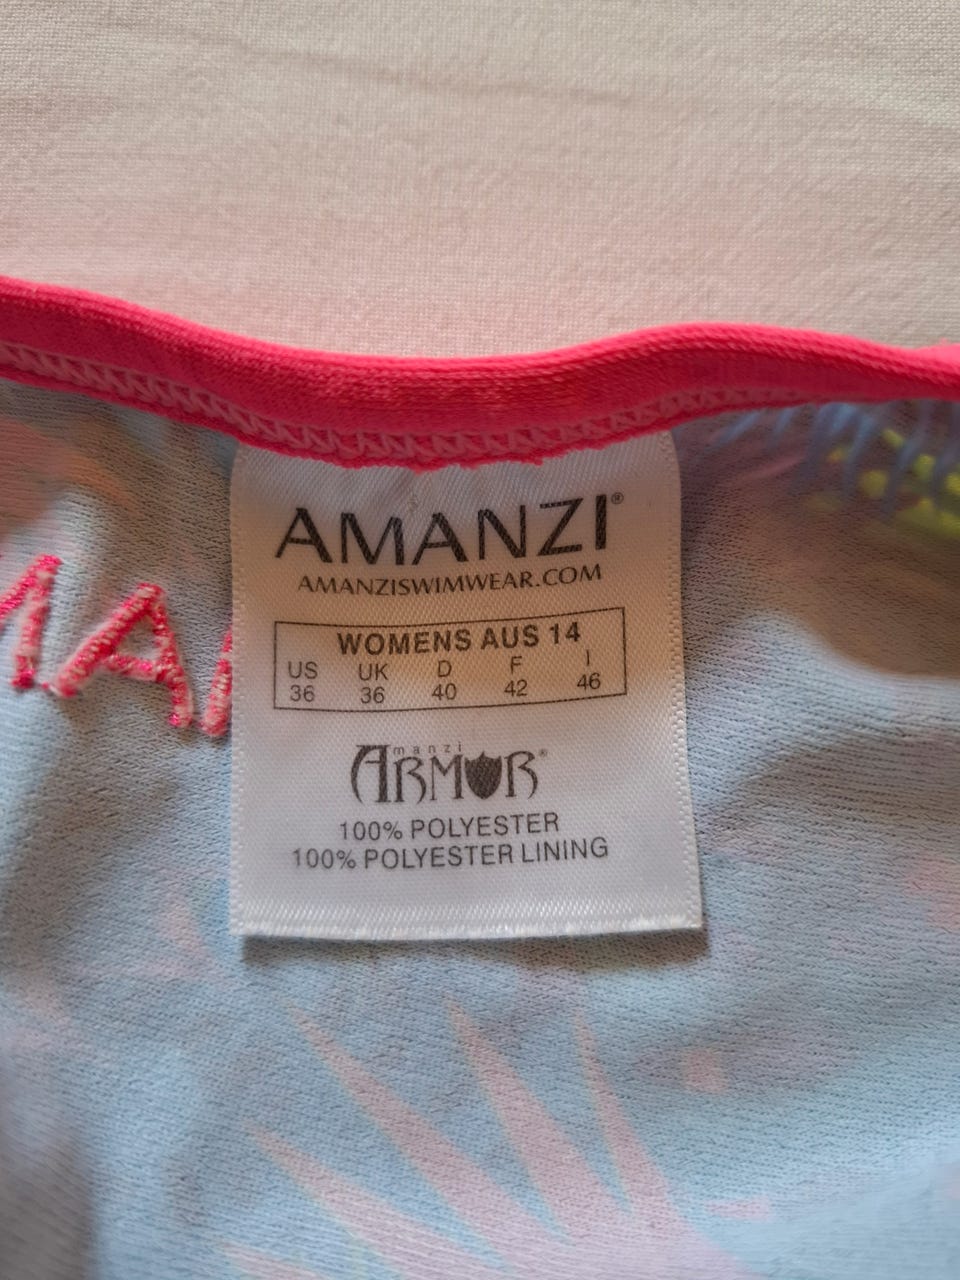 AMANZI®
AMANZISWIMWEAR.COM
WOMENS AUS 14
US UK D F I
36 36 40 42 46
amanzi
ARMOR®
100% POLYESTER
100% POLYESTER LINING